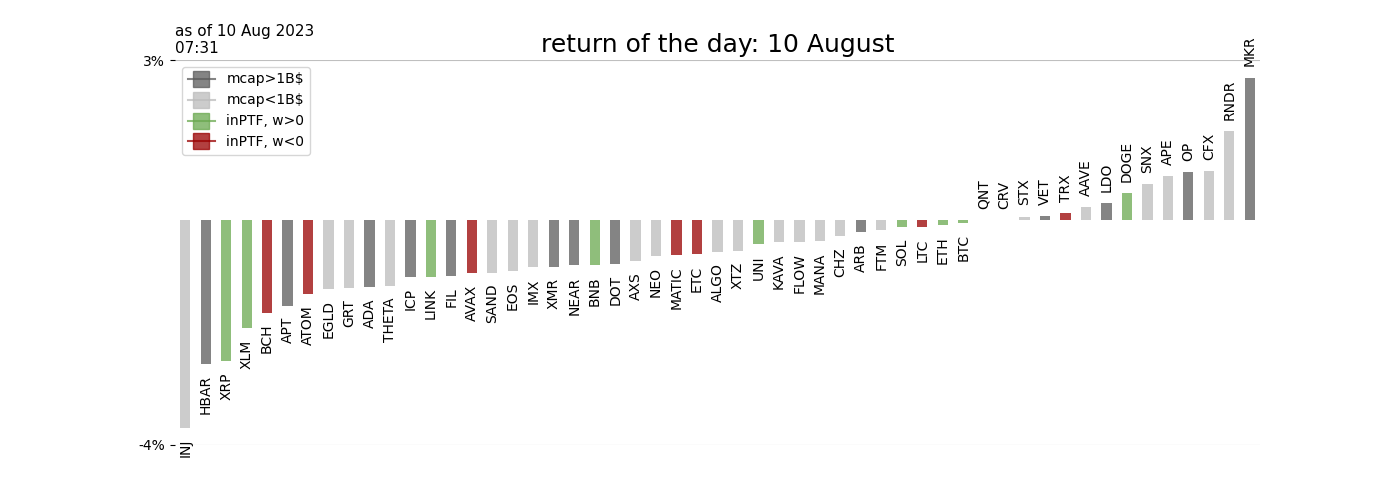 as of 10 Aug 2023
07:31
return of the day: 10 August
3%
mcap>1B$
mcap<1B$
inPTF, w>0
inPTF, w<0
-4%
INJ
HBAR
XRP
XLM
BCH
APT
ATOM
EGLD
GRT
ADA
THETA
ICP
LINK
FIL
AVAX
SAND
EOS
IMX
XMR
NEAR
BNB
DOT
AXS
NEO
MATIC
ETC
ALGO
XTZ
UNI
KAVA
FLOW
MANA
CHZ
ARB
FTM
SOL
LTC
ETH
BTC
QNT
CRV
STX
VET
TRX
AAVE
LDO
DOGE
SNX
APE
OP
CFX
RNDR
MKR